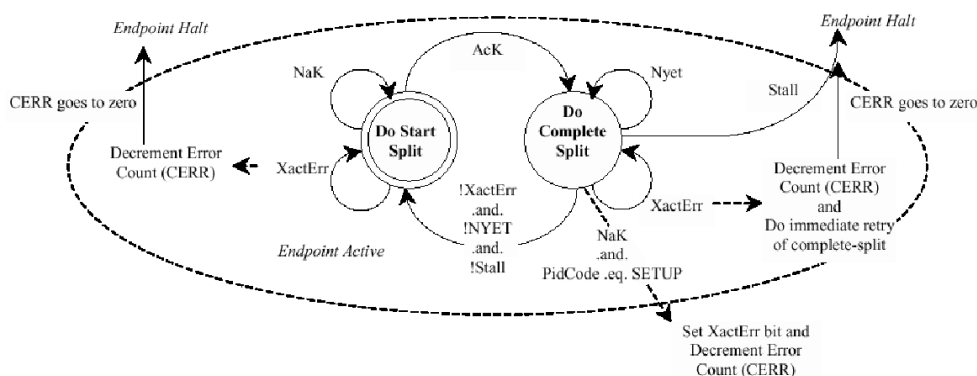 Endpoint Halt
Endpoint Halt
AcK
NaK
Nyet
Stall
CERR goes to zero
CERR goes to zero
Do Start
Split
Do
Complete
Split
Decrement Error
Count (CERR)
XactErr
!XactErr
.and.
!NYET
.and.
!Stall
XactErr
Decrement Error
Count (CERR)
and
Do immediate retry
of complete-split
Endpoint Active
NaK
.and.
PidCode .eq. SETUP
Set XactErr bit and
Decrement Error
Count (CERR)